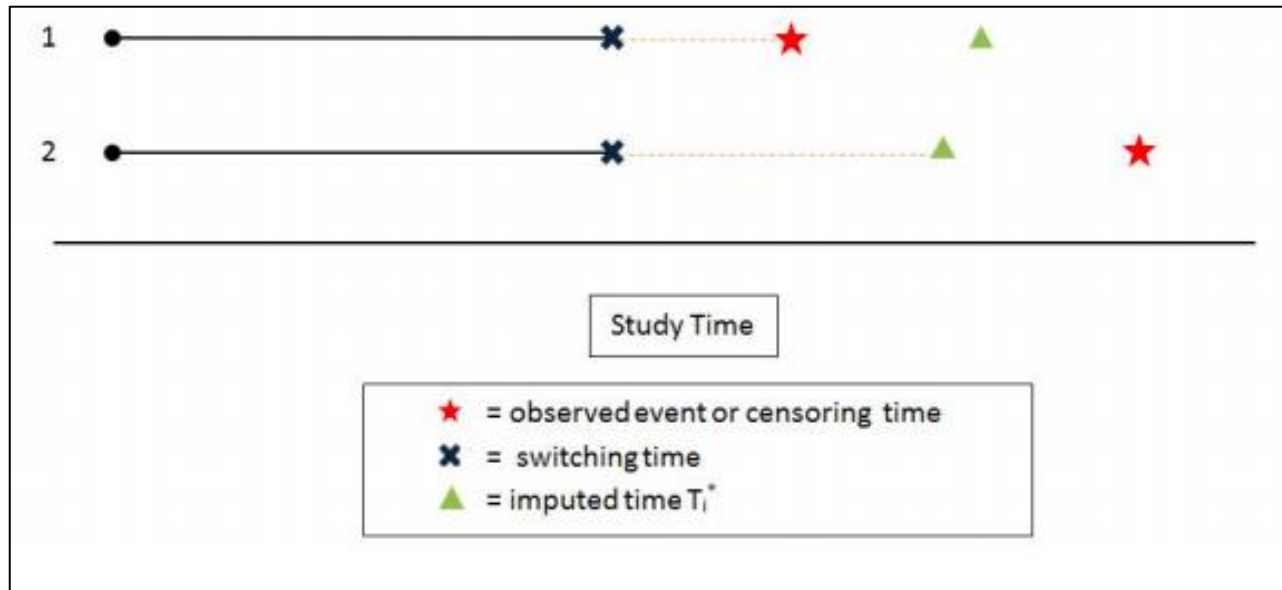 1
2
Study Time
= observed event or censoring time
= switching time
= imputed time Tᵢ*